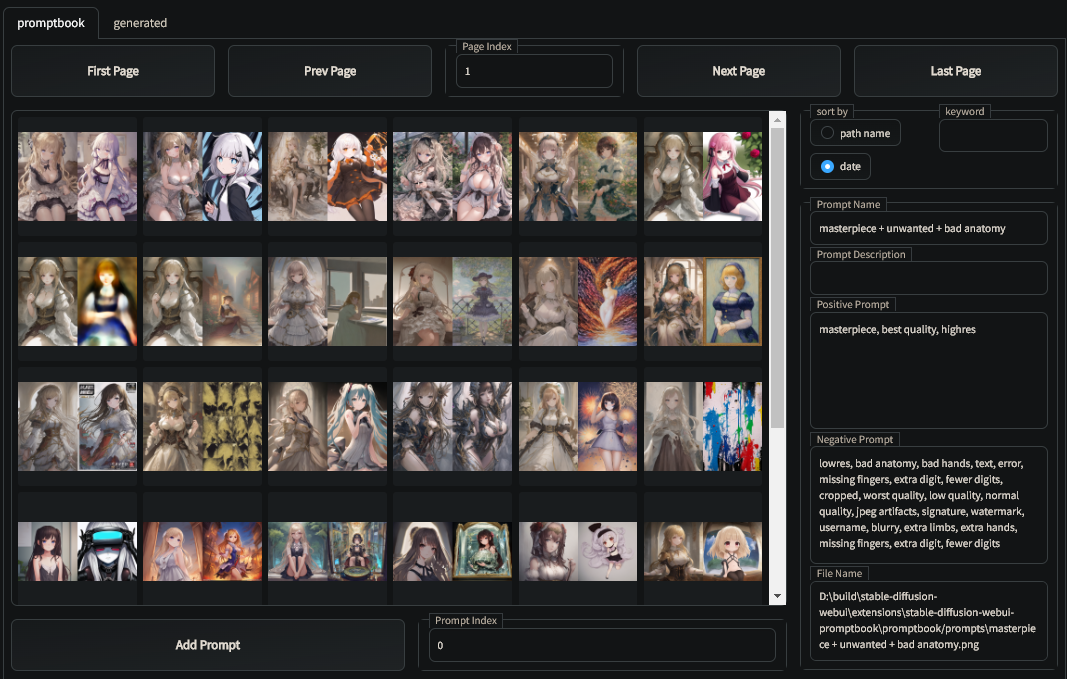 promptbook
generated
First Page
Prev Page
Page Index
1
Next Page
Last Page
sort by
path name
date
keyword
Prompt Name
masterpiece + unwanted + bad anatomy
Prompt Description
Positive Prompt
masterpiece, best quality, highres
Negative Prompt
lowres, bad anatomy, bad hands, text, error,
missing fingers, extra digit, fewer digits,
cropped, worst quality, low quality, normal
quality, jpeg artifacts, signature, watermark,
username, blurry, extra limbs, extra hands,
missing fingers, extra digit, fewer digits
File Name
D:\build\stable-diffusion-
webui\extensions\stable-diffusion-webui-
promptbook\promptbook/prompts\masterpie
ce + unwanted + bad anatomy.png
Add Prompt
Prompt Index
0